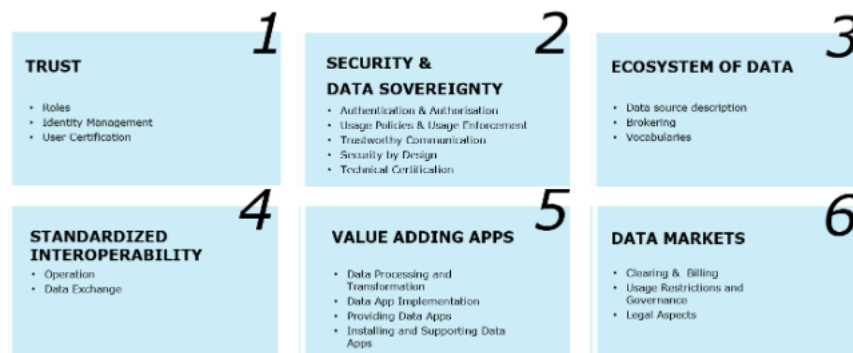 1
TRUST
• Roles
• Identity Management
• User Certification
2
SECURITY &
DATA SOVEREIGNTY
• Authentication & Authorisation
• Usage Policies & Usage Enforcement
• Trustworthy Communication
• Security by Design
• Technical Certification
3
ECOSYSTEM OF DATA
• Data source description
• Brokering
• Vocabularies
4
STANDARDIZED
INTEROPERABILITY
• Operation
• Data Exchange
5
VALUE ADDING APPS
• Data Processing and
Transformation
• Data App Implementation
• Providing Data Apps
• Installing and Supporting Data
Apps
6
DATA MARKETS
• Clearing & Billing
• Usage Restrictions and
Governance
• Legal Aspects